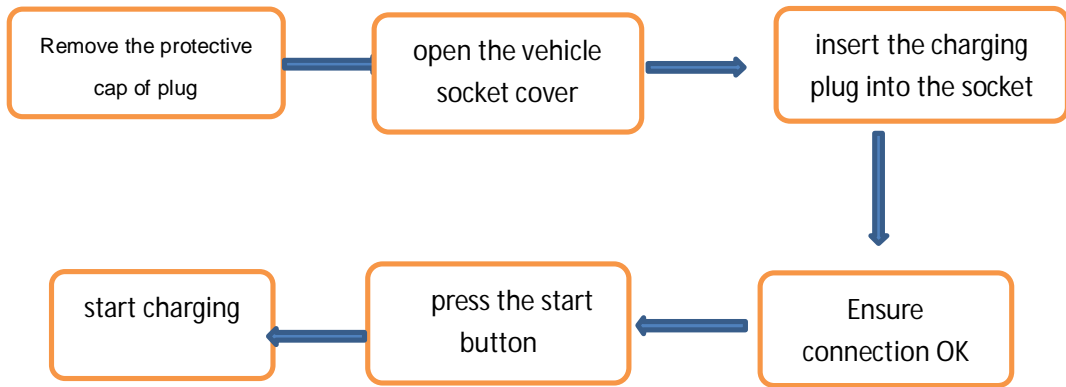 Remove the protective
cap of plug
open the vehicle
socket cover
insert the charging
plug into the socket
Ensure
connection OK
press the start
button
start charging